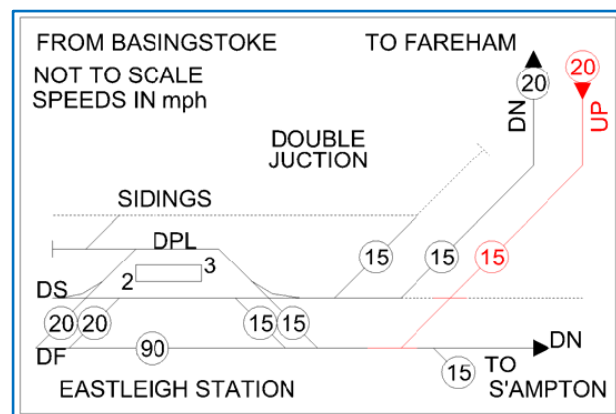 FROM BASINGSTOKE
TO FAREHAM
NOT TO SCALE
SPEEDS IN mph
20
20
DN
UP
DOUBLE
JUCTION
SIDINGS
DPL
2
3
15
15
15
DS
20
20
15
15
DF
90
DN
15
TO
S'AMPTON
EASTLEIGH STATION